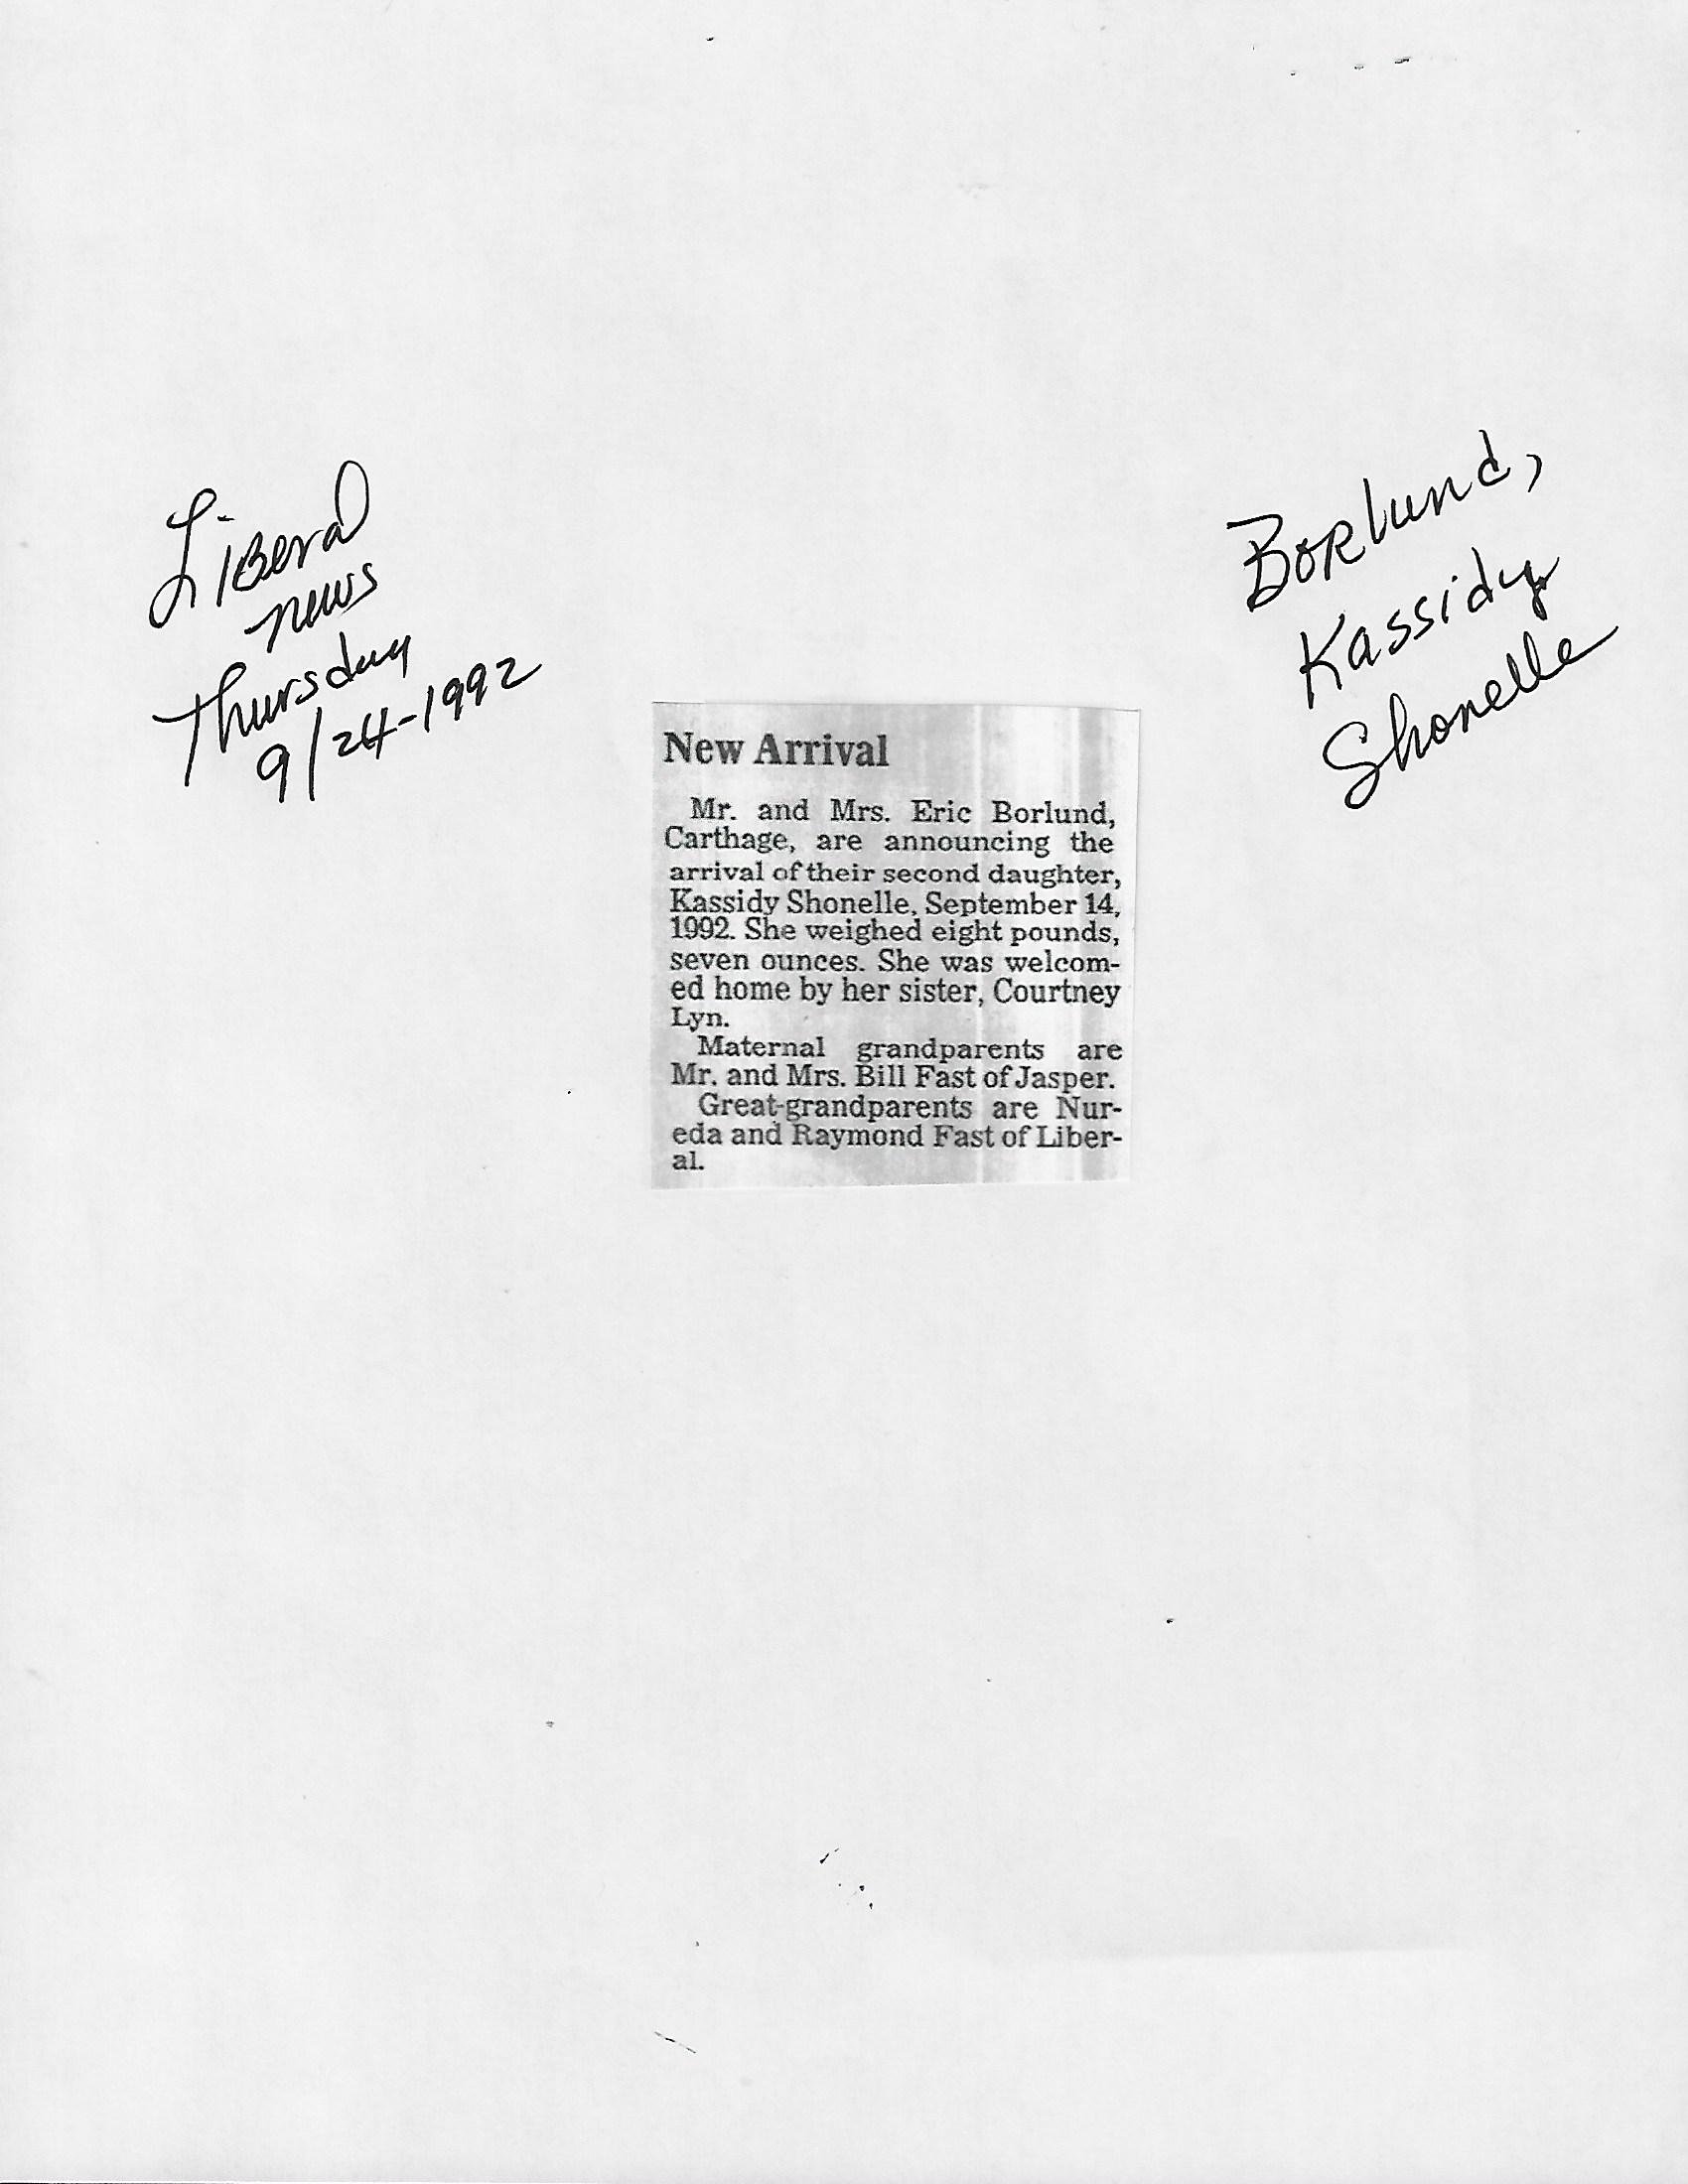 Liberal
news
Thursday
9/24-1992
Borlund,
Kassidy
Shonelle
New Arrival
Mr. and Mrs. Eric Borlund,
Carthage, are announcing the
arrival of their second daughter,
Kassidy Shonelle, September 14,
1992. She weighed eight pounds,
seven ounces. She was welcom-
ed home by her sister, Courtney
Lyn.
Maternal grandparents are
Mr. and Mrs. Bill Fast of Jasper.
Great-grandparents are Nur-
eda and Raymond Fast of Liber-
al.